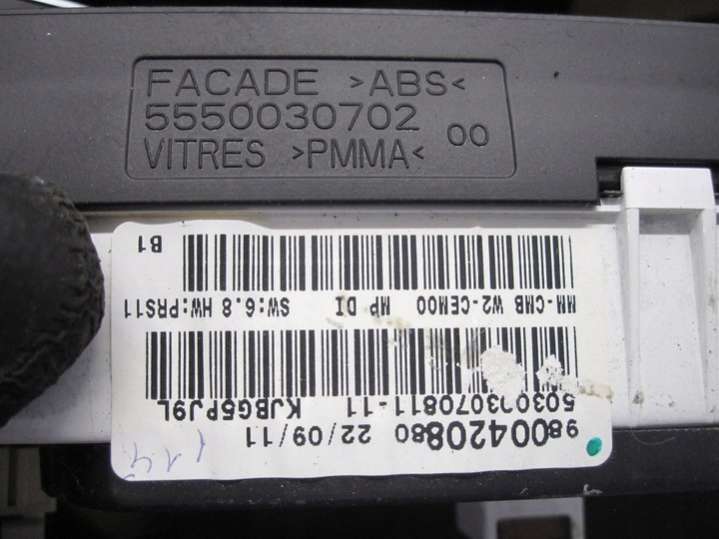 FACADE >ABS<
5550030702 00
VITRES >PMMA<
9800420880 22/09/11
503003070811-11 KJBG5PJ9L
MM-CMB W2-CEM00 MP DI SW:6.8 HW:PRS11
B1